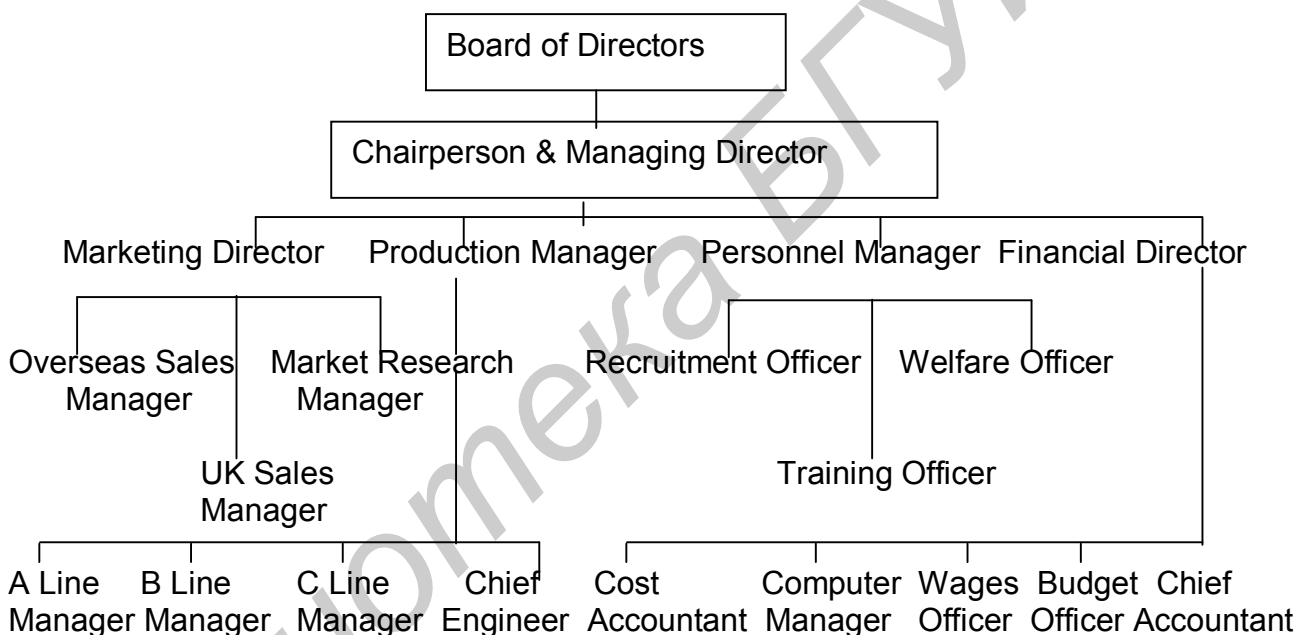 Board of Directors
Chairperson & Managing Director
Marketing Director Production Manager Personnel Manager Financial Director
Overseas Sales Manager
Market Research Manager
Recruitment Officer Welfare Officer
UK Sales Manager
Training Officer
A Line Manager
B Line Manager
C Line Manager
Chief Engineer
Cost Accountant
Computer Manager
Wages Officer
Budget Officer
Chief Accountant